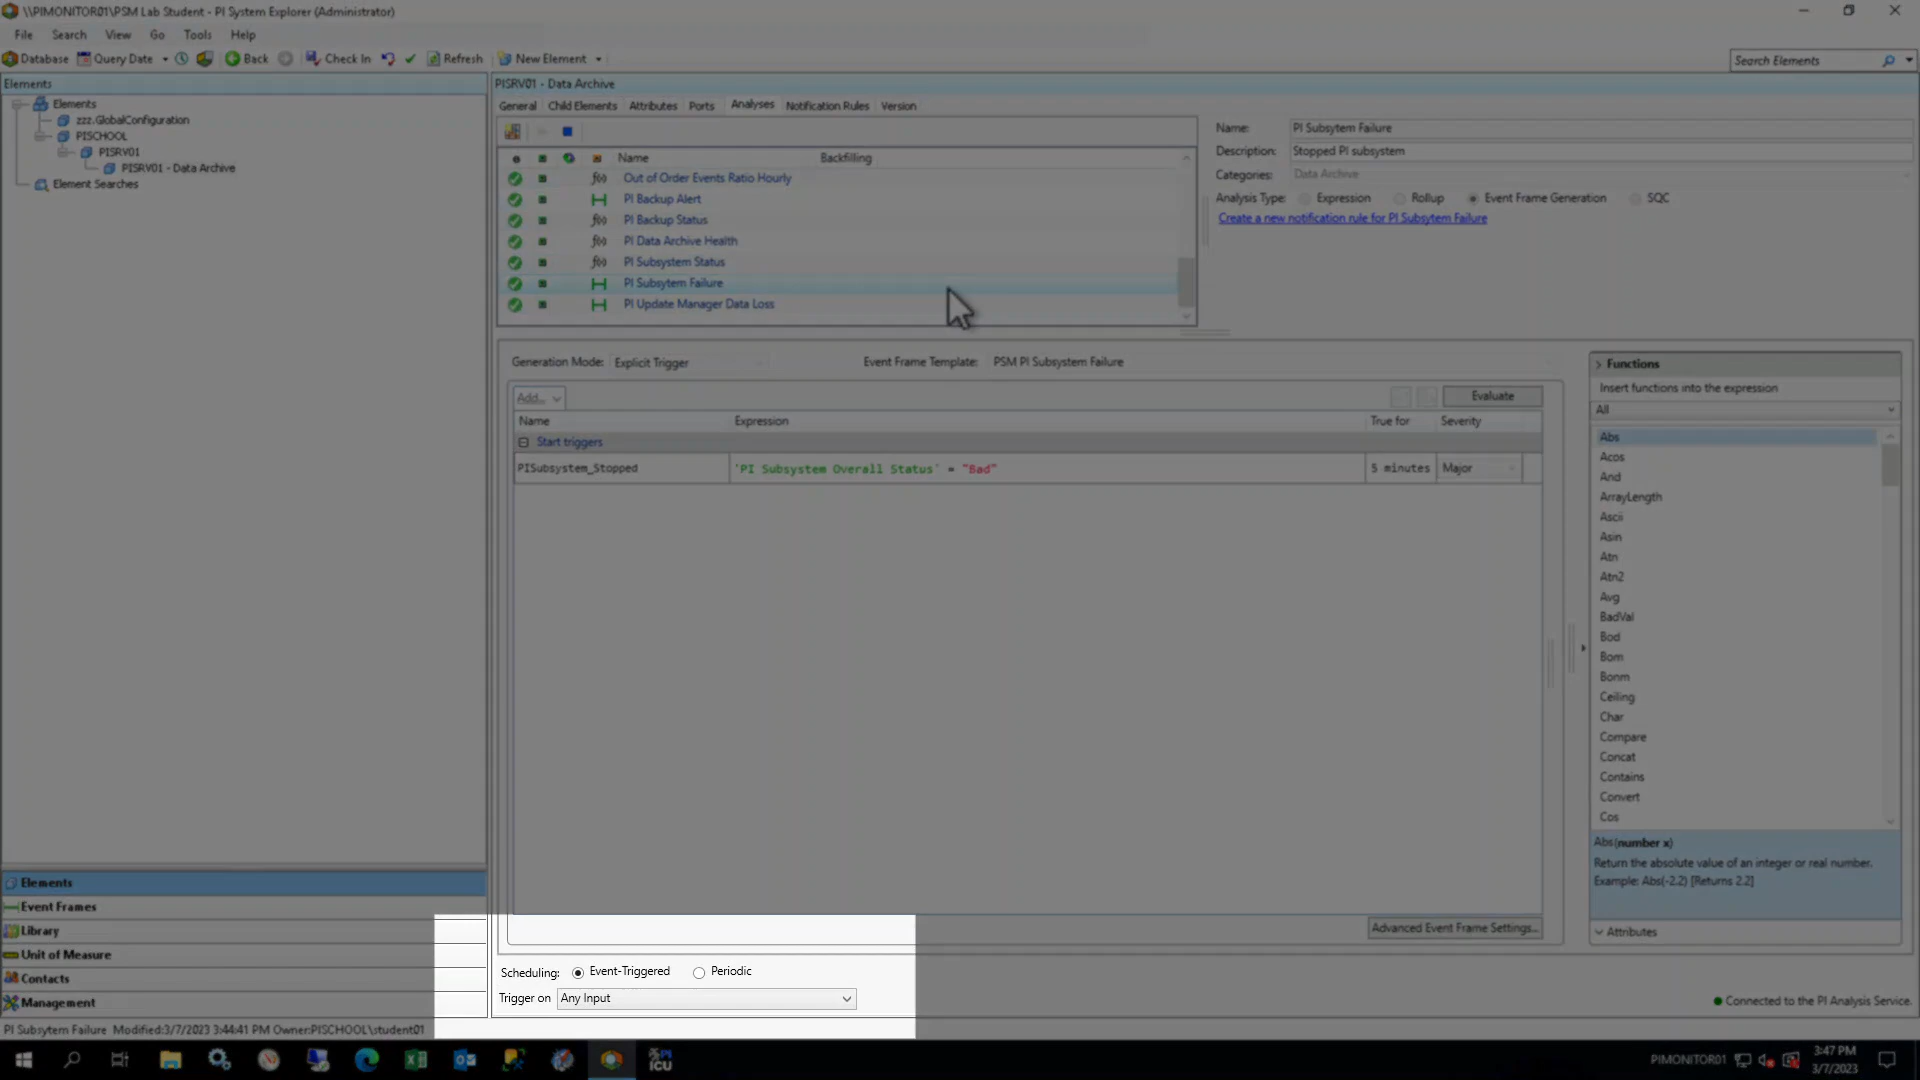 \\PIMONITOR01\PSM Lab Student - PI System Explorer (Administrator)
File Search View Go Tools Help
Database Query Date Back Check In Refresh New Element Search Elements
Elements
Elements
zzz.GlobalConfiguration
PISCHOOL
PISRV01
PISRV01 - Data Archive
Element Searches
PISRV01 - Data Archive
General Child Elements Attributes Ports Analyses Notification Rules Version
Name Backfilling
f(x) Out of Order Events Ratio Hourly
PI Backup Alert
f(x) PI Backup Status
f(x) PI Data Archive Health
f(x) PI Subsystem Status
PI Subsytem Failure
PI Update Manager Data Loss
Name: PI Subsytem Failure
Description: Stopped PI subsystem
Categories: Data Archive
Analysis Type: Expression Rollup Event Frame Generation SQC
Create a new notification rule for PI Subsytem Failure
Generation Mode: Explicit Trigger Event Frame Template: PSM PI Subsystem Failure
Add... Evaluate
Name Expression True for Severity
Start triggers
PISubsystem_Stopped 'PI Subsystem Overall Status' = "Bad" 5 minutes Major
Advanced Event Frame Settings...
Functions
Insert functions into the expression
All
Abs
Acos
And
ArrayLength
Ascii
Asin
Atn
Atn2
Avg
BadVal
Bod
Bom
Bonm
Ceiling
Char
Compare
Concat
Contains
Convert
Cos
Abs(number x)
Return the absolute value of an integer or real number.
Example: Abs(-2.2) [Returns 2.2]
Attributes
Elements
Event Frames
Library
Unit of Measure
Contacts
Management
Scheduling: Event-Triggered Periodic
Trigger on Any Input
Connected to the PI Analysis Service.
PI Subsytem Failure Modified:3/7/2023 3:44:41 PM Owner:PISCHOOL\student01
PI
ICU
PIMONITOR01
3:47 PM
3/7/2023